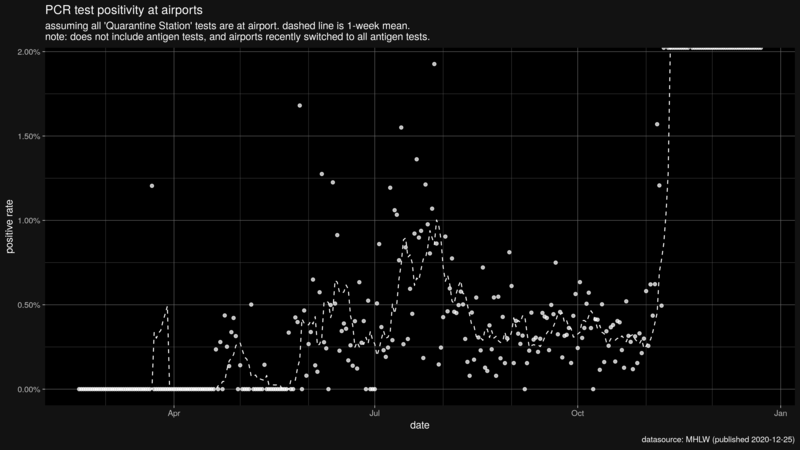 PCR test positivity at airports
assuming all 'Quarantine Station' tests are at airport. dashed line is 1-week mean.
note: does not include antigen tests, and airports recently switched to all antigen tests.
2.00%
1.50%
1.00%
0.50%
0.00%
positive rate
Apr
Jul
Oct
Jan
date
datasource: MHLW (published 2020-12-25)